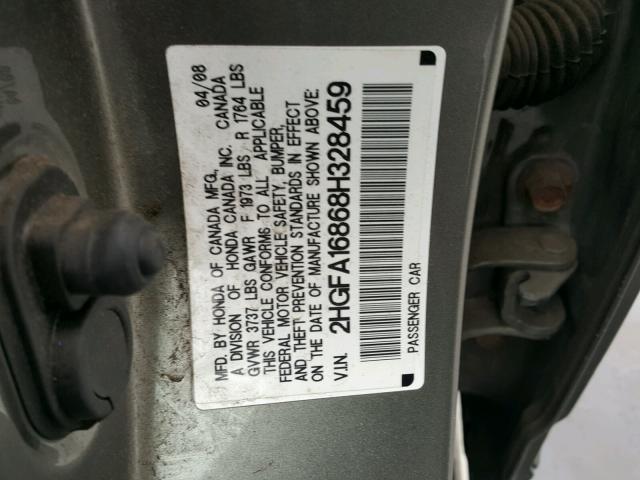 MFD. BY HONDA OF CANADA MFG., 04/08
A DIVISION OF HONDA CANADA INC. CANADA
GVWR 3737 LBS GAWR F 1973 LBS R 1764 LBS
THIS VEHICLE CONFORMS TO ALL APPLICABLE
FEDERAL MOTOR VEHICLE SAFETY, BUMPER,
AND THEFT PREVENTION STANDARDS IN EFFECT
ON THE DATE OF MANUFACTURE SHOWN ABOVE:
V.I.N. 2HGFA16868H328459
PASSENGER CAR